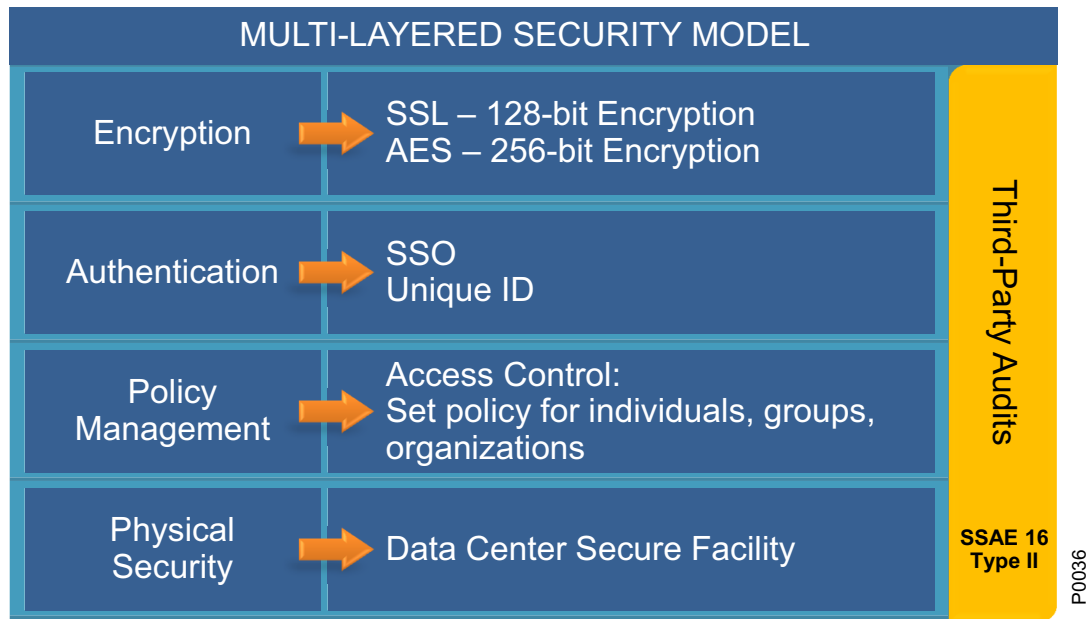 MULTI-LAYERED SECURITY MODEL
Encryption
SSL – 128-bit Encryption
AES – 256-bit Encryption
Authentication
SSO
Unique ID
Policy
Management
Access Control:
Set policy for individuals, groups,
organizations
Physical
Security
Data Center Secure Facility
Third-Party Audits
SSAE 16
Type II
P0036